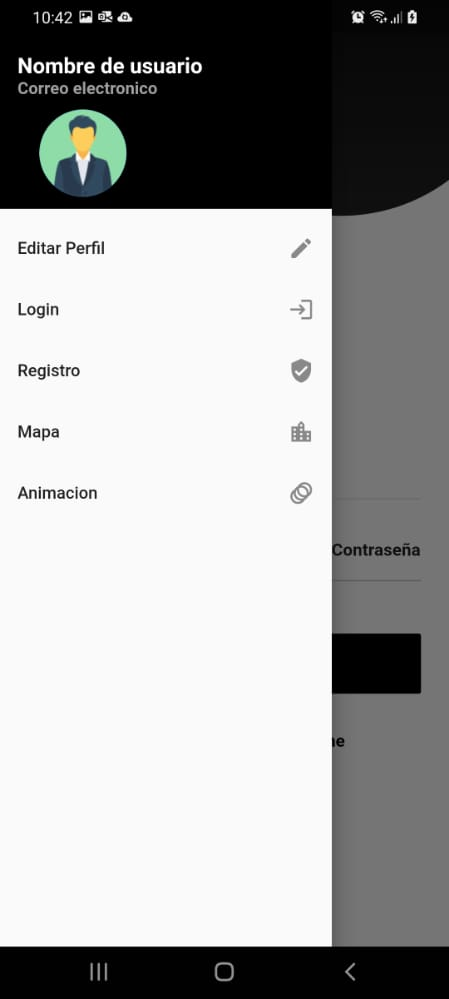 10:42
Nombre de usuario
Correo electronico
Editar Perfil
Login
Registro
Mapa
Animacion
Contraseña